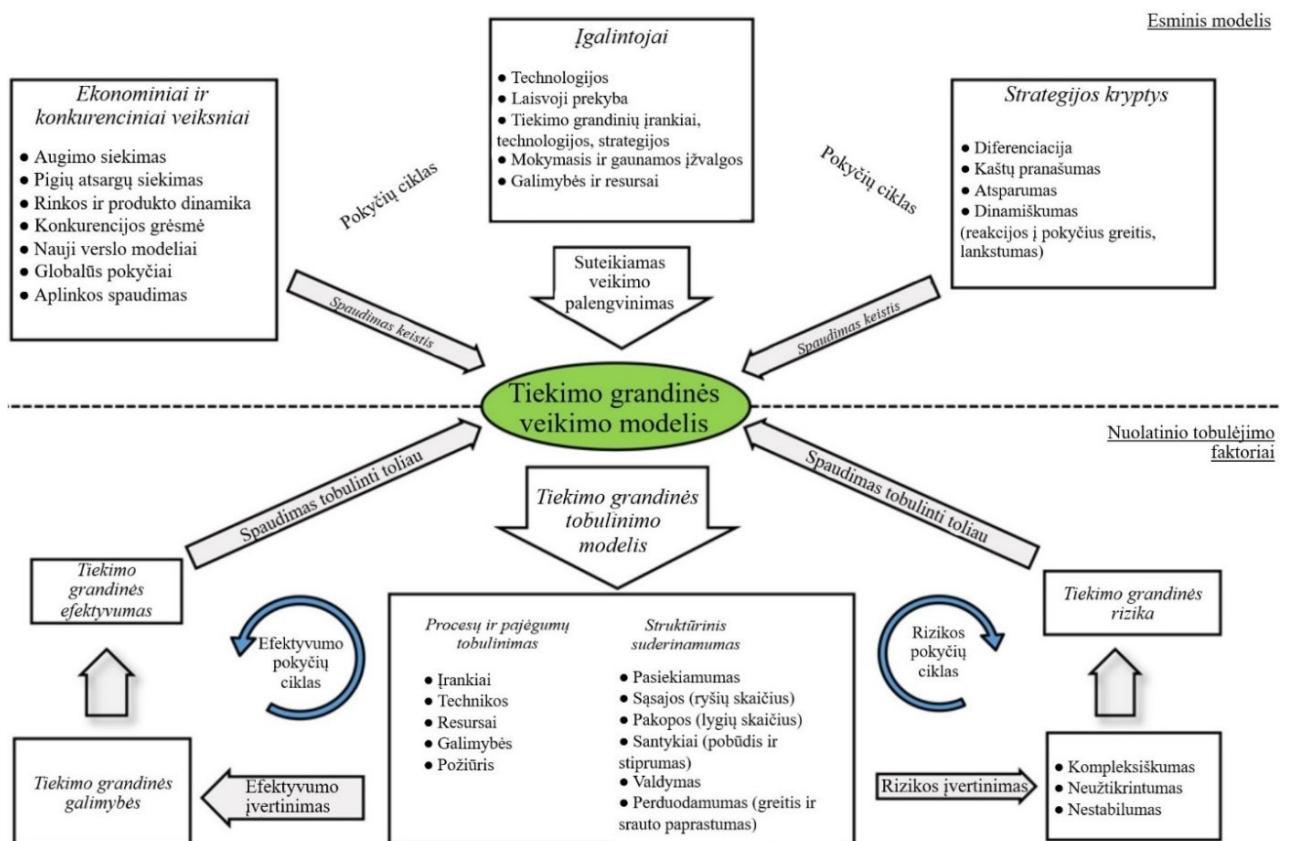 Esminis modelis
Ekonominiai ir
konkurenciniai veiksniai
● Augimo siekimas
● Pigių atsargų siekimas
● Rinkos ir produkto dinamika
● Konkurencijos grėsmė
● Nauji verslo modeliai
● Globalūs pokyčiai
● Aplinkos spaudimas
Pokyčių ciklas
Įgalintojai
● Technologijos
● Laisvoji prekyba
● Tiekimo grandinių įrankiai,
technologijos, strategijos
● Mokymasis ir gaunamos įžvalgos
● Galimybės ir resursai
Pokyčių ciklas
Strategijos kryptys
● Diferenciacija
● Kaštų pranašumas
● Atsparumas
● Dinamiškumas
(reakcijos į pokyčius greitis,
lankstumas)
Spaudimas keistis
Suteikiamas
veikimo
palengvinimas
Spaudimas keistis
Tiekimo grandinės
veikimo modelis
Nuolatinio tobulėjimo
faktoriai
Spaudimas tobulinti toliau
Tiekimo grandinės
tobulinimo
modelis
Spaudimas tobulinti toliau
Tiekimo
grandinės
efektyvumas
Efektyvumo
pokyčių
ciklas
Procesų ir pajėgumų
tobulinimas
● Įrankiai
● Technikos
● Resursai
● Galimybės
● Požiūris
Struktūrinis
suderinamumas
● Pasiekiamumas
● Sąsajos (ryšių skaičius)
● Pakopos (lygių skaičius)
● Santykiai (pobūdis ir
stiprumas)
● Valdymas
● Perduodamumas (greitis ir
srauto paprastumas)
Rizikos
pokyčių
ciklas
Tiekimo grandinės
rizika
Tiekimo grandinės
galimybės
Efektyvumo
įvertinimas
Rizikos įvertinimas
● Kompleksiškumas
● Neužtikrintumas
● Nestabilumas